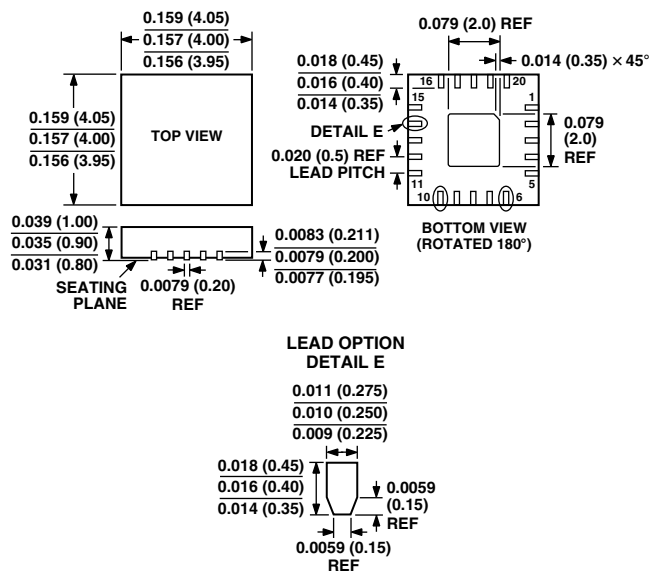 0.159 (4.05)
0.157 (4.00)
0.156 (3.95)
0.159 (4.05)
0.157 (4.00)
0.156 (3.95)
TOP VIEW
0.079 (2.0) REF
0.018 (0.45)
0.016 (0.40)
0.014 (0.35)
0.014 (0.35) × 45°
16
20
15
1
DETAIL E
0.079
(2.0)
REF
0.020 (0.5) REF
LEAD PITCH
11
5
10
6
BOTTOM VIEW
(ROTATED 180°)
0.039 (1.00)
0.035 (0.90)
0.031 (0.80)
SEATING
PLANE
0.0079 (0.20)
REF
0.0083 (0.211)
0.0079 (0.200)
0.0077 (0.195)
LEAD OPTION
DETAIL E
0.011 (0.275)
0.010 (0.250)
0.009 (0.225)
0.018 (0.45)
0.016 (0.40)
0.014 (0.35)
0.0059
(0.15)
REF
0.0059 (0.15)
REF